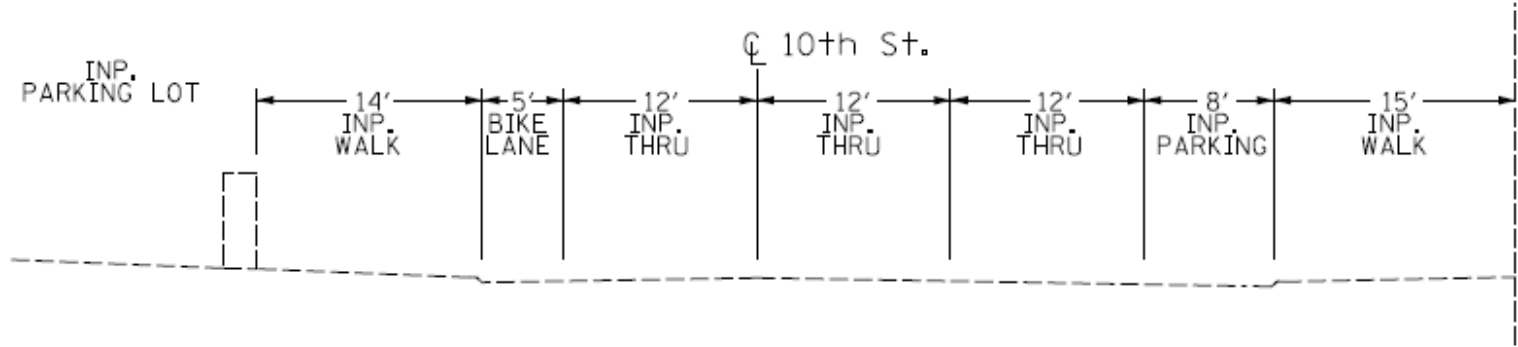 ℄ 10th St.
INP.
PARKING LOT
14'
INP.
WALK
5'
BIKE
LANE
12'
INP.
THRU
12'
INP.
THRU
12'
INP.
THRU
8'
INP.
PARKING
15'
INP.
WALK